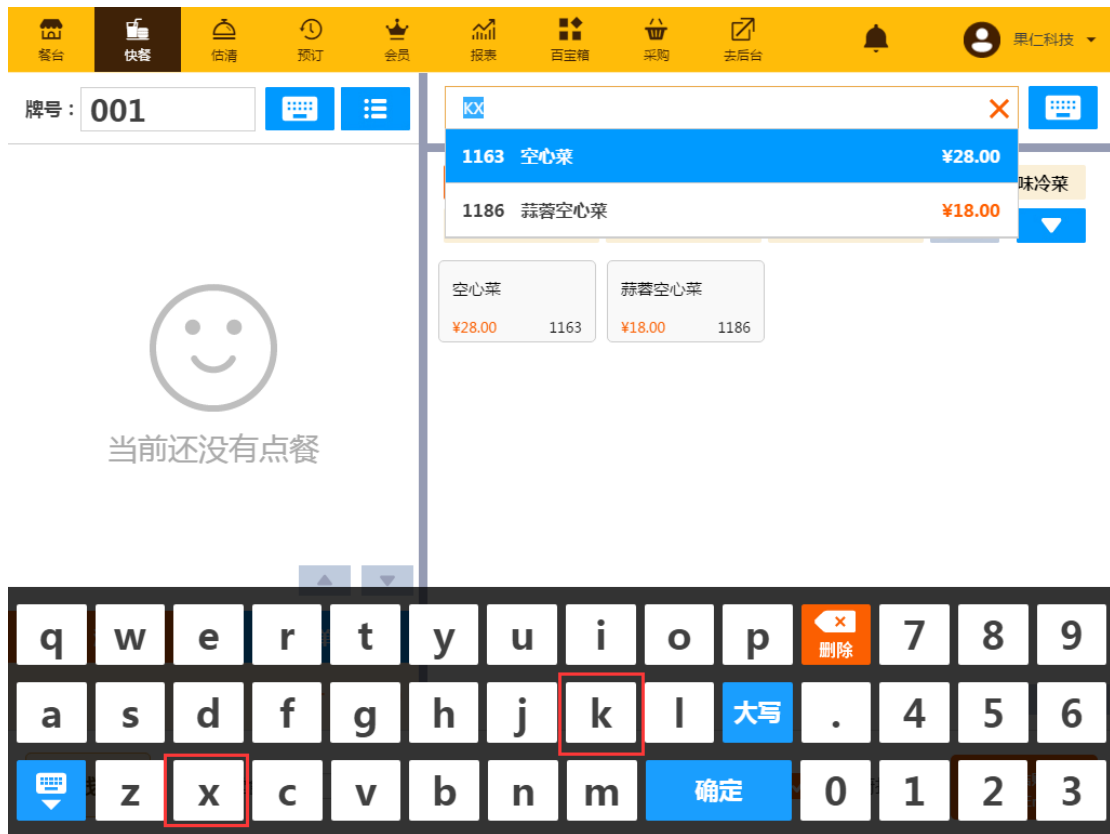 餐台 快餐 估清 预订 会员 报表 百宝箱 采购 去后台 果仁科技
牌号： 001
KX
1163 空心菜 ¥28.00
1186 蒜蓉空心菜 ¥18.00
味冷菜
空心菜
¥28.00 1163
蒜蓉空心菜
¥18.00 1186
当前还没有点餐
q w e r t y u i o p 删除 7 8 9
a s d f g h j k l 大写 . 4 5 6
z x c v b n m 确定 0 1 2 3